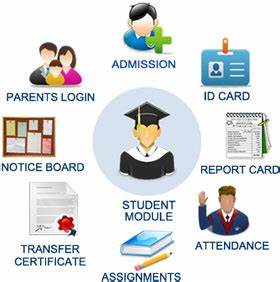 ADMISSION
PARENTS LOGIN
ID CARD
NOTICE BOARD
REPORT CARD
STUDENT
MODULE
ATTENDANCE
TRANSFER
CERTIFICATE
ASSIGNMENTS